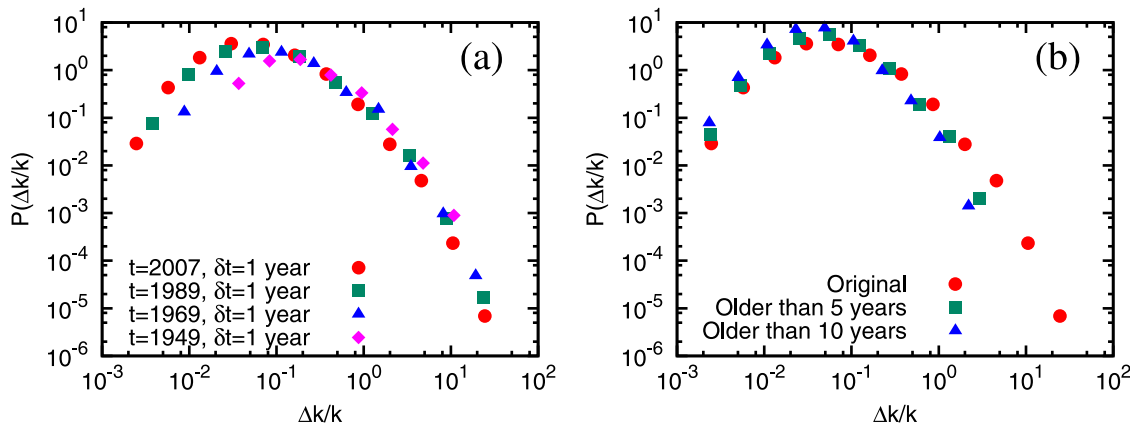 10^1
10^0
10^-1
10^-2
10^-3
10^-4
10^-5
10^-6
P(Δk/k)
(a)
t=2007, δt=1 year
t=1989, δt=1 year
t=1969, δt=1 year
t=1949, δt=1 year
10^-3 10^-2 10^-1 10^0 10^1 10^2
Δk/k
10^1
10^0
10^-1
10^-2
10^-3
10^-4
10^-5
10^-6
P(Δk/k)
(b)
Original
Older than 5 years
Older than 10 years
10^-3 10^-2 10^-1 10^0 10^1 10^2
Δk/k